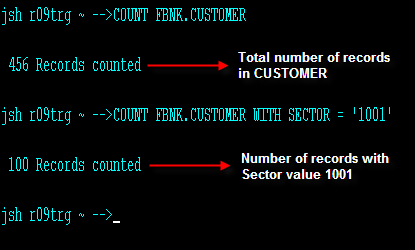 jsh r09trg ~ -->COUNT FBNK.CUSTOMER
456 Records counted
Total number of records
in CUSTOMER
jsh r09trg ~ -->COUNT FBNK.CUSTOMER WITH SECTOR = '1001'
100 Records counted
Number of records with
Sector value 1001
jsh r09trg ~ -->_